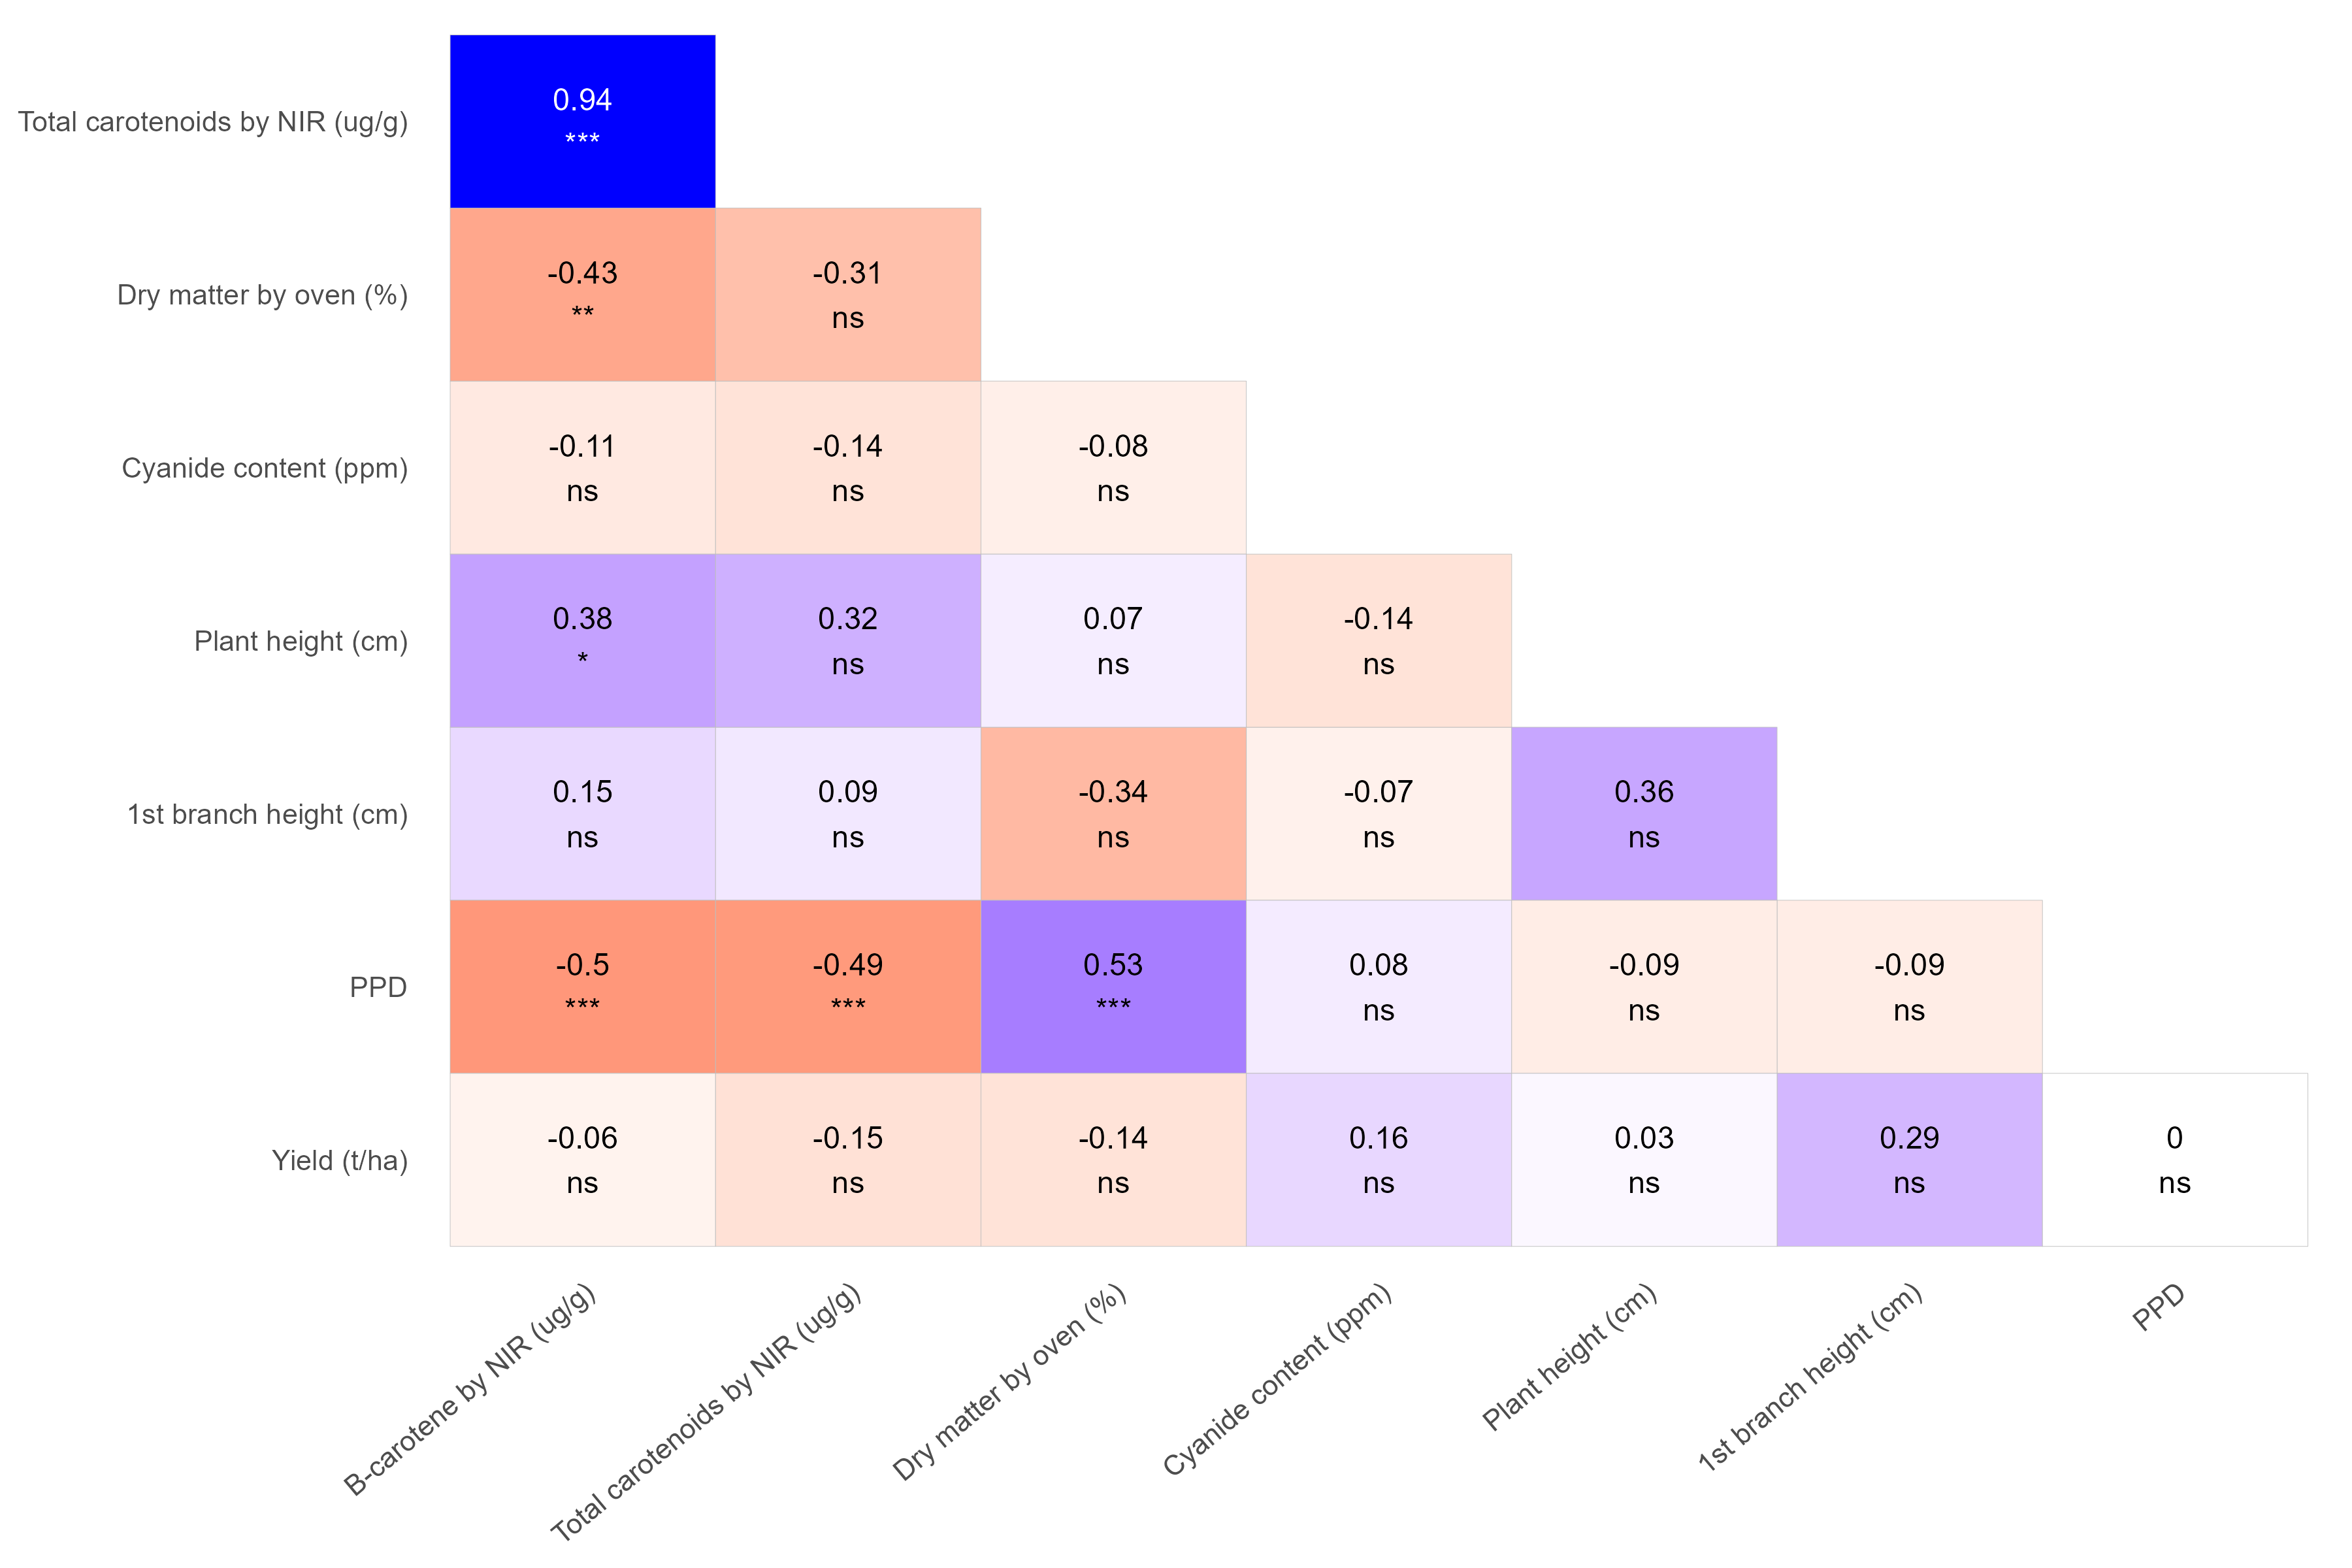 0.94
***
Total carotenoids by NIR (ug/g)
-0.43 -0.31
** ns
Dry matter by oven (%)
-0.11 -0.14 -0.08
ns ns ns
Cyanide content (ppm)
0.38 0.32 0.07 -0.14
* ns ns ns
Plant height (cm)
0.15 0.09 -0.34 -0.07 0.36
ns ns ns ns ns
1st branch height (cm)
-0.5 -0.49 0.53 0.08 -0.09 -0.09
*** *** *** ns ns ns
PPD
-0.06 -0.15 -0.14 0.16 0.03 0.29 0
ns ns ns ns ns ns ns
Yield (t/ha)
B-carotene by NIR (ug/g)
Total carotenoids by NIR (ug/g)
Dry matter by oven (%)
Cyanide content (ppm)
Plant height (cm)
1st branch height (cm)
PPD